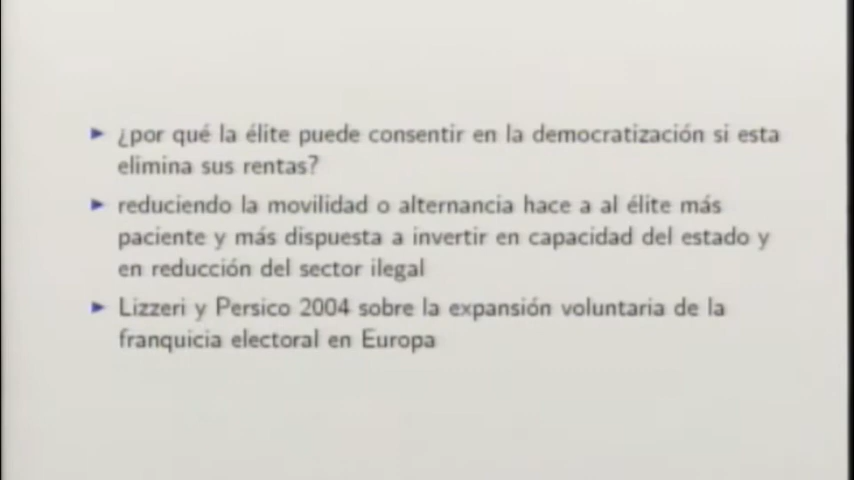 ¿por qué la élite puede consentir en la democratización si esta
elimina sus rentas?
reduciendo la movilidad o alternancia hace a al élite más
paciente y más dispuesta a invertir en capacidad del estado y
en reducción del sector ilegal
Lizzeri y Persico 2004 sobre la expansión voluntaria de la
franquicia electoral en Europa